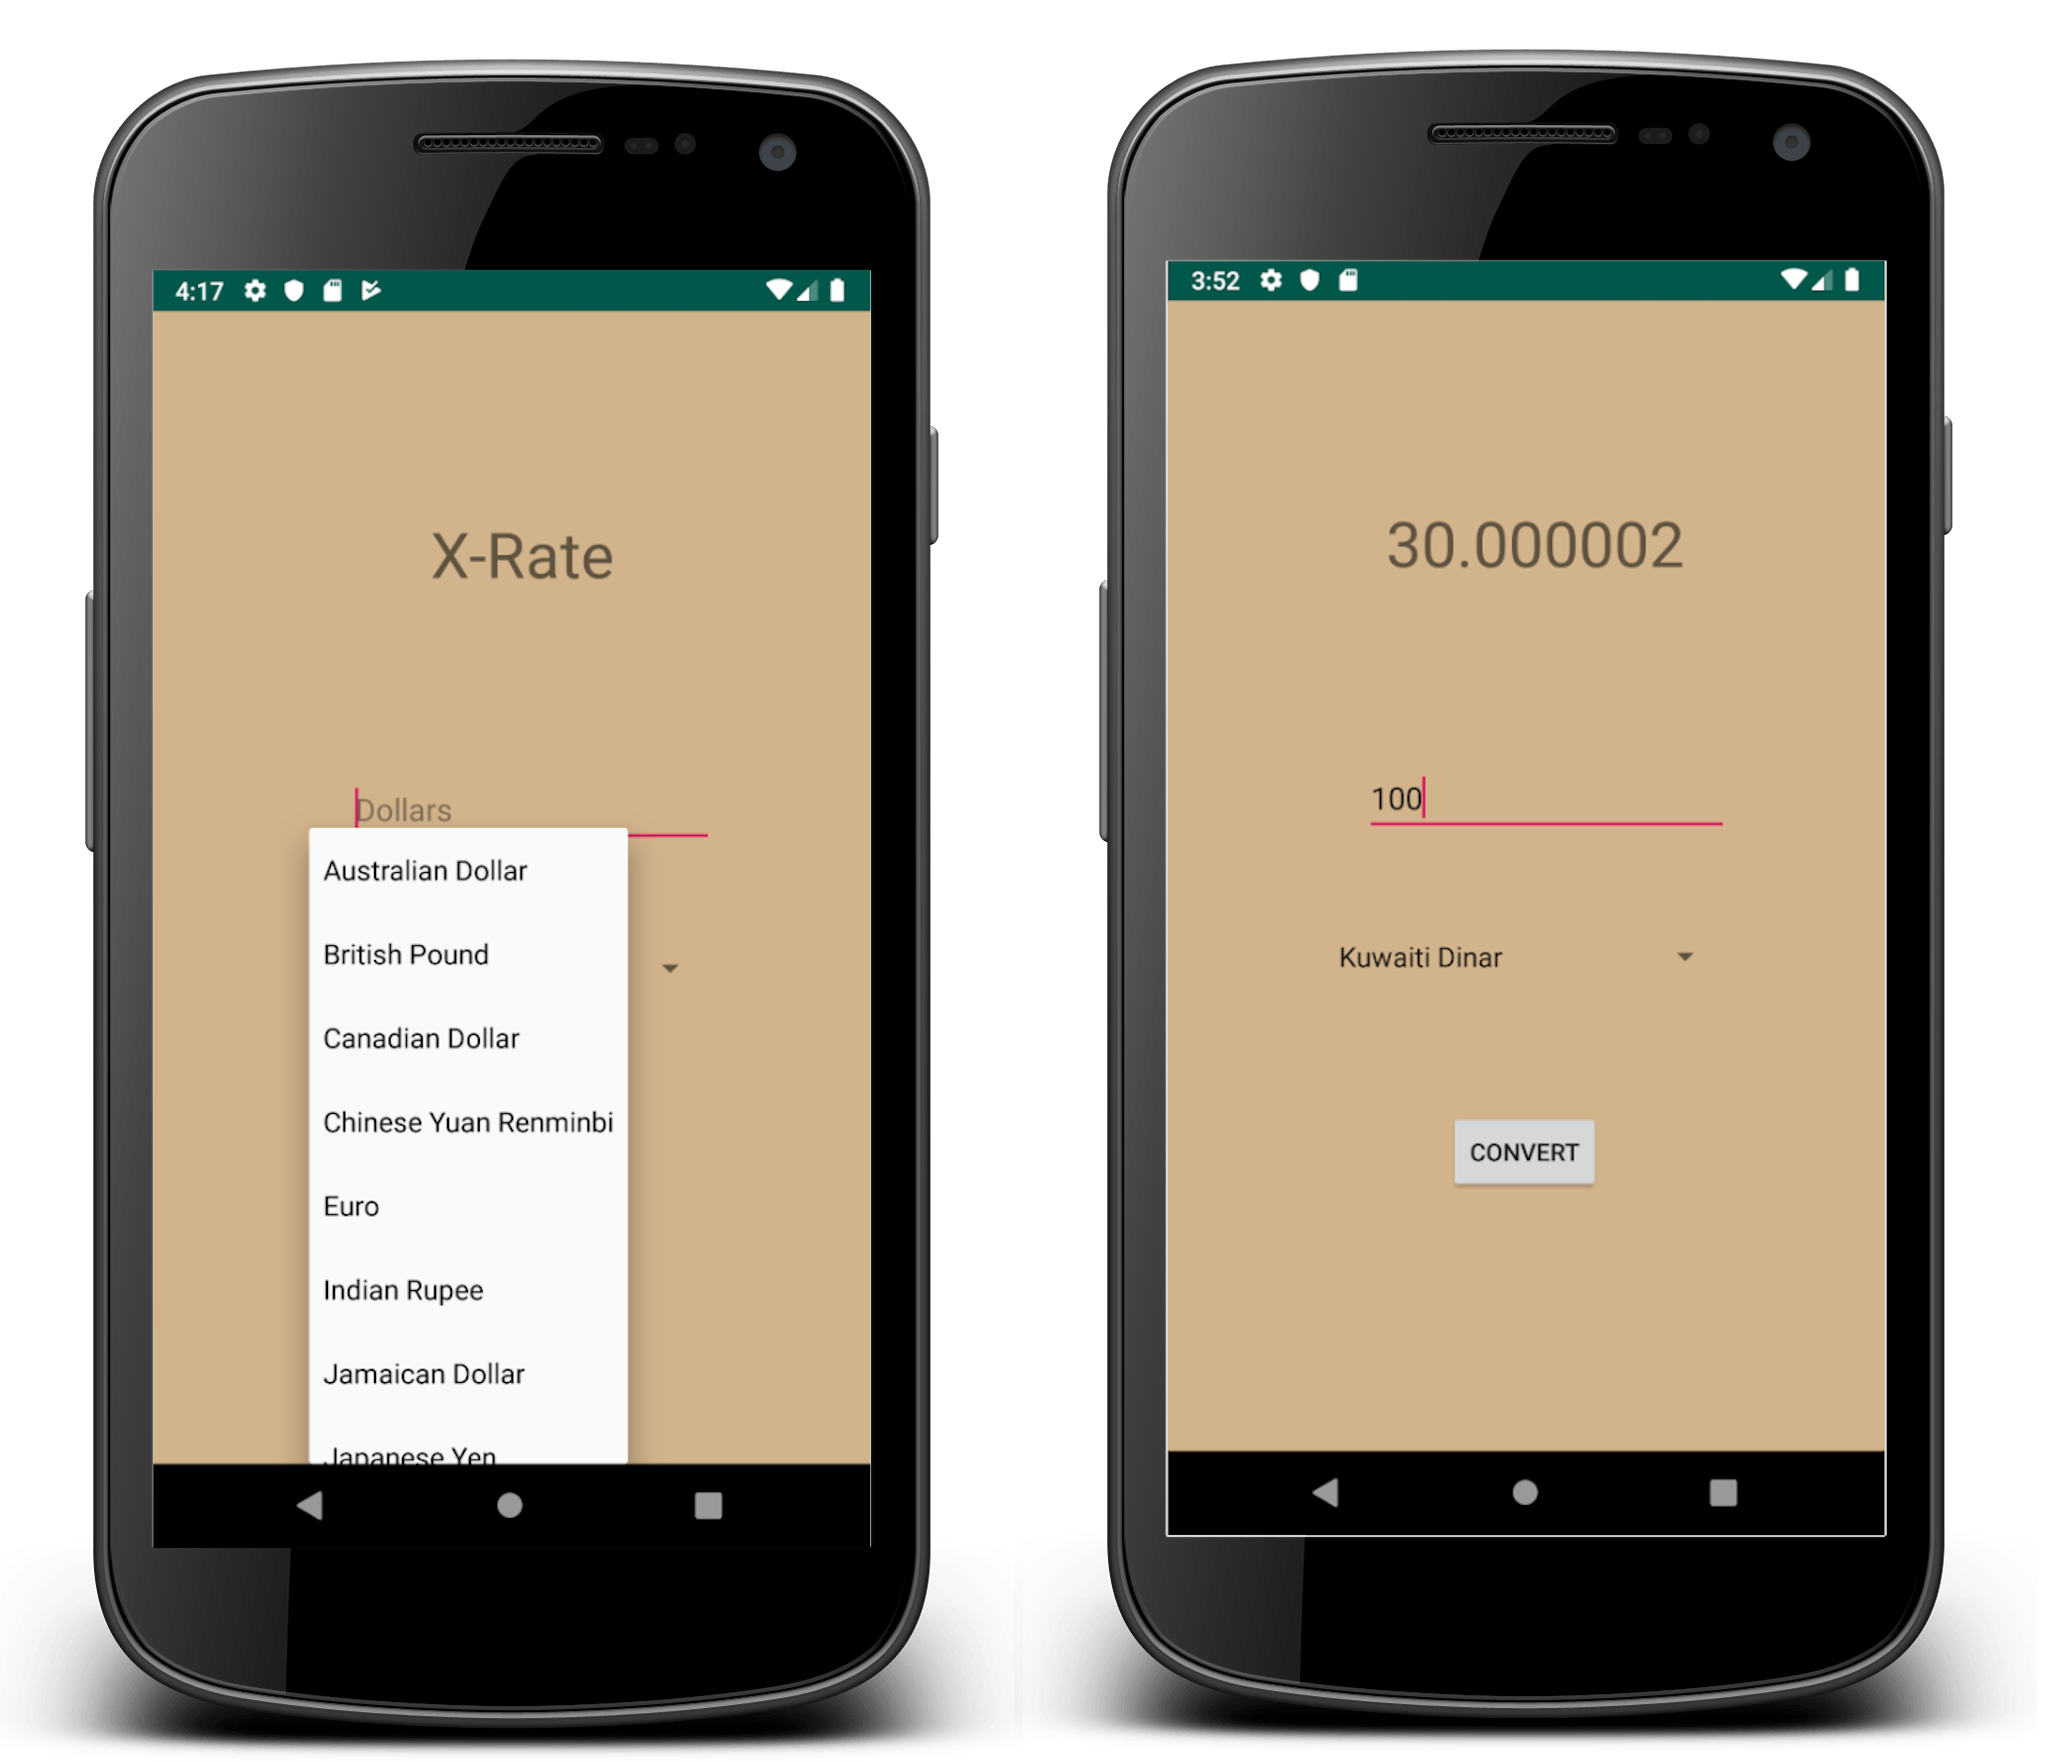 4:17
X-Rate
Dollars
Australian Dollar
British Pound
Canadian Dollar
Chinese Yuan Renminbi
Euro
Indian Rupee
Jamaican Dollar
Japanese Yen
3:52
30.000002
100
Kuwaiti Dinar
CONVERT